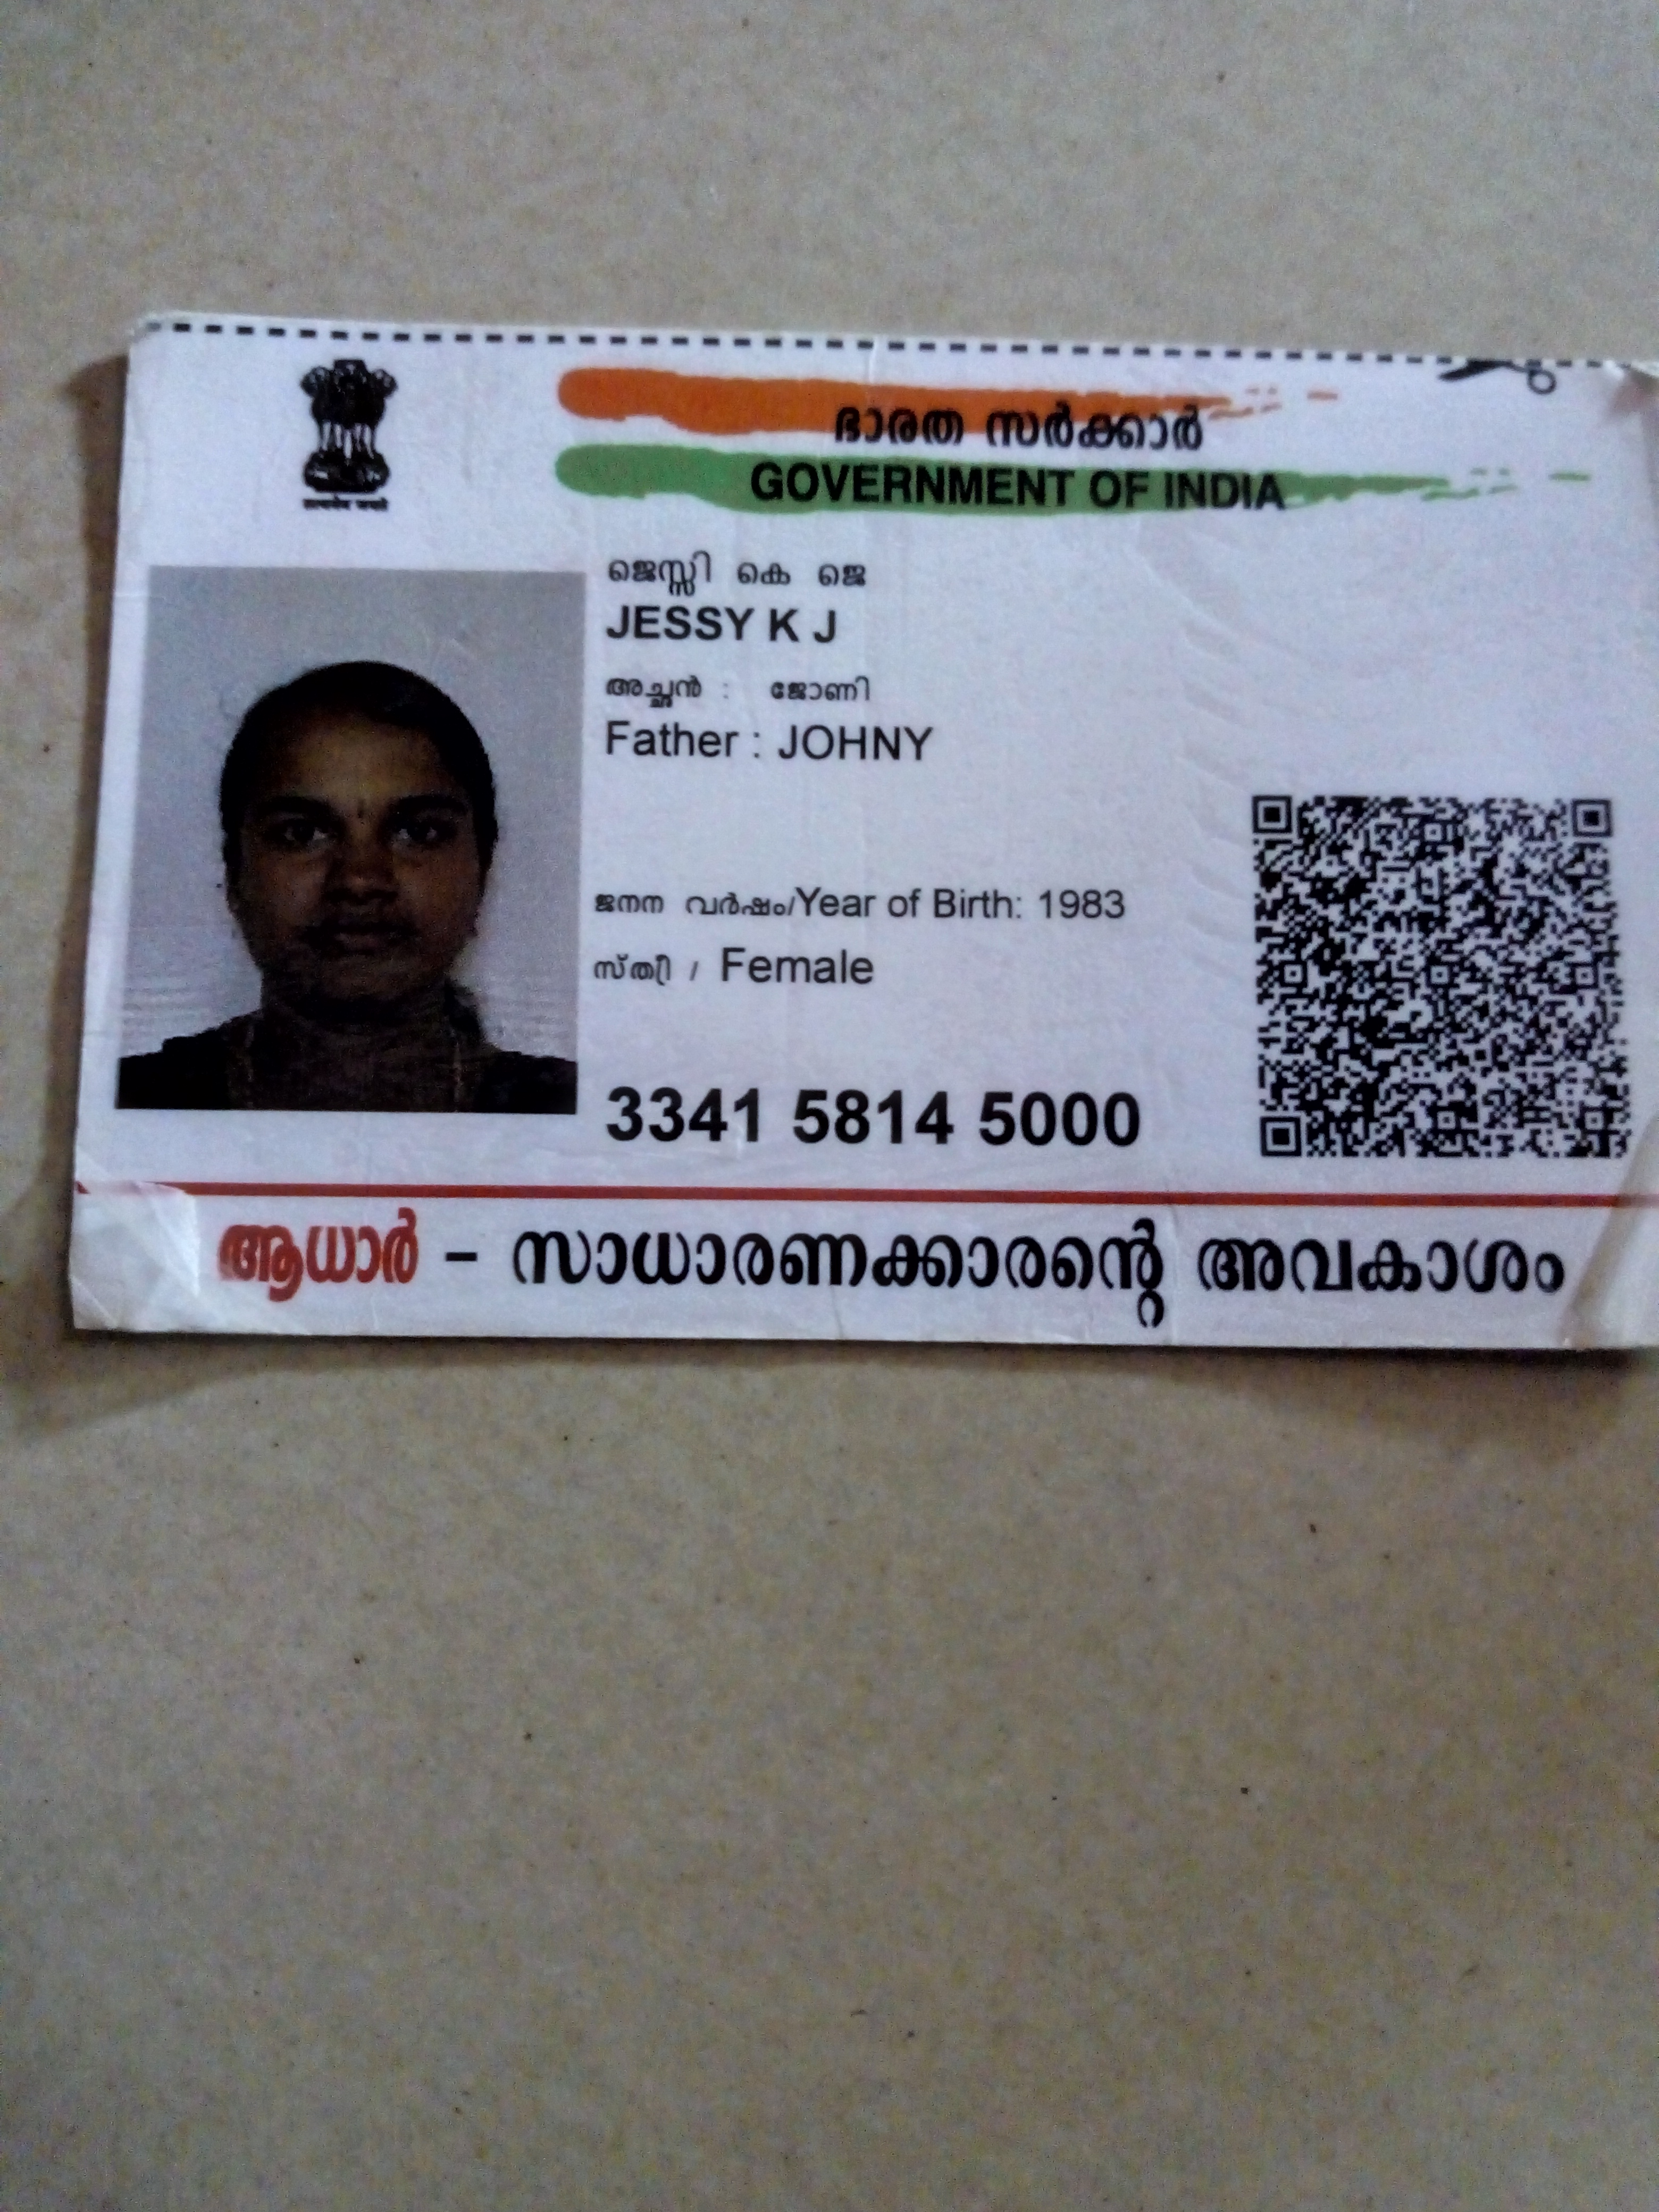 ഭാരത സർക്കാർ
GOVERNMENT OF INDIA
सत्यमेव जयते
ജെസ്സി കെ ജെ
JESSY K J
അച്ഛൻ : ജോണി
Father : JOHNY
ജനന വർഷം/Year of Birth: 1983
സ്ത്രീ / Female
3341 5814 5000
ആധാർ – സാധാരണക്കാരന്റെ അവകാശം